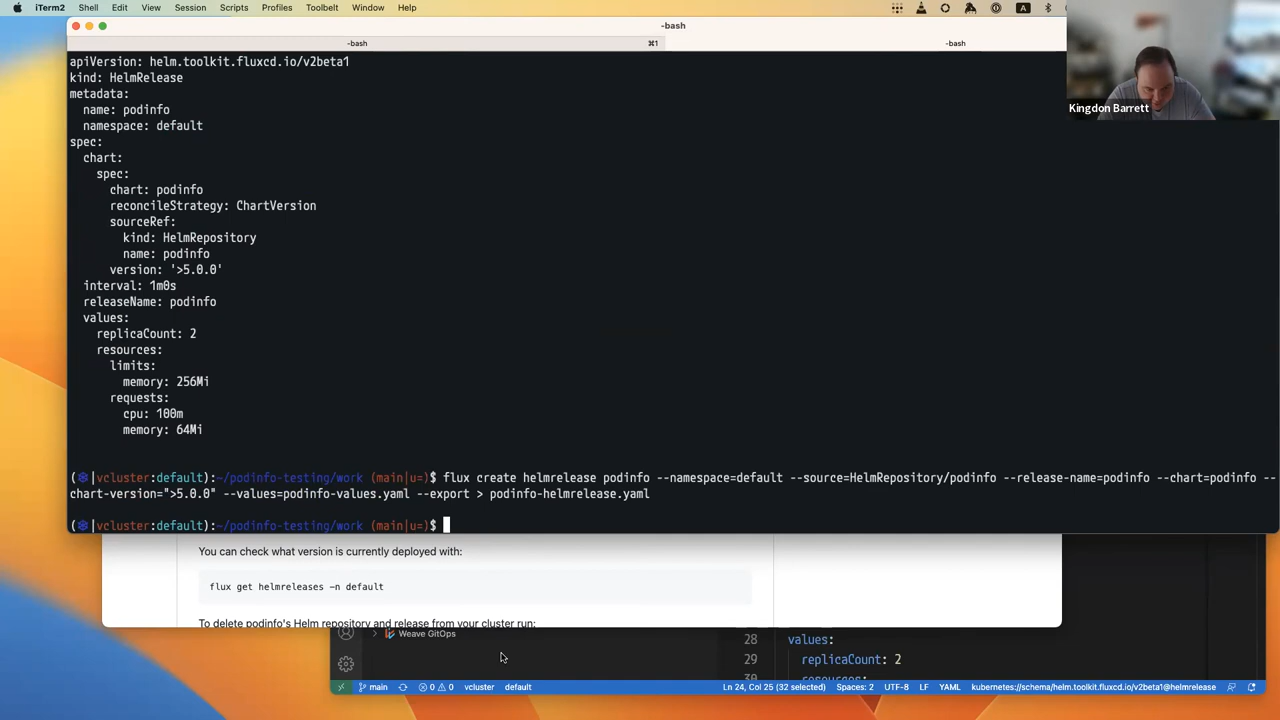 iTerm2 Shell Edit View Session Scripts Profiles Toolbelt Window Help
-bash
-bash ⌘1
-bash
apiVersion: helm.toolkit.fluxcd.io/v2beta1
kind: HelmRelease
metadata:
name: podinfo
namespace: default
spec:
chart:
spec:
chart: podinfo
reconcileStrategy: ChartVersion
sourceRef:
kind: HelmRepository
name: podinfo
version: '>5.0.0'
interval: 1m0s
releaseName: podinfo
values:
replicaCount: 2
resources:
limits:
memory: 256Mi
requests:
cpu: 100m
memory: 64Mi
(⎈|vcluster:default):~/podinfo-testing/work (main|u=)$ flux create helmrelease podinfo --namespace=default --source=HelmRepository/podinfo --release-name=podinfo --chart=podinfo --
chart-version=">5.0.0" --values=podinfo-values.yaml --export > podinfo-helmrelease.yaml
(⎈|vcluster:default):~/podinfo-testing/work (main|u=)$
Kingdon Barrett
You can check what version is currently deployed with:
flux get helmreleases -n default
To delete podinfo's Helm repository and release from your cluster run:
Weave GitOps
28 values:
29 replicaCount: 2
main 0 0 vcluster default Ln 24, Col 25 (32 selected) Spaces: 2 UTF-8 LF YAML kubernetes://schema/helm.toolkit.fluxcd.io/v2beta1@helmrelease